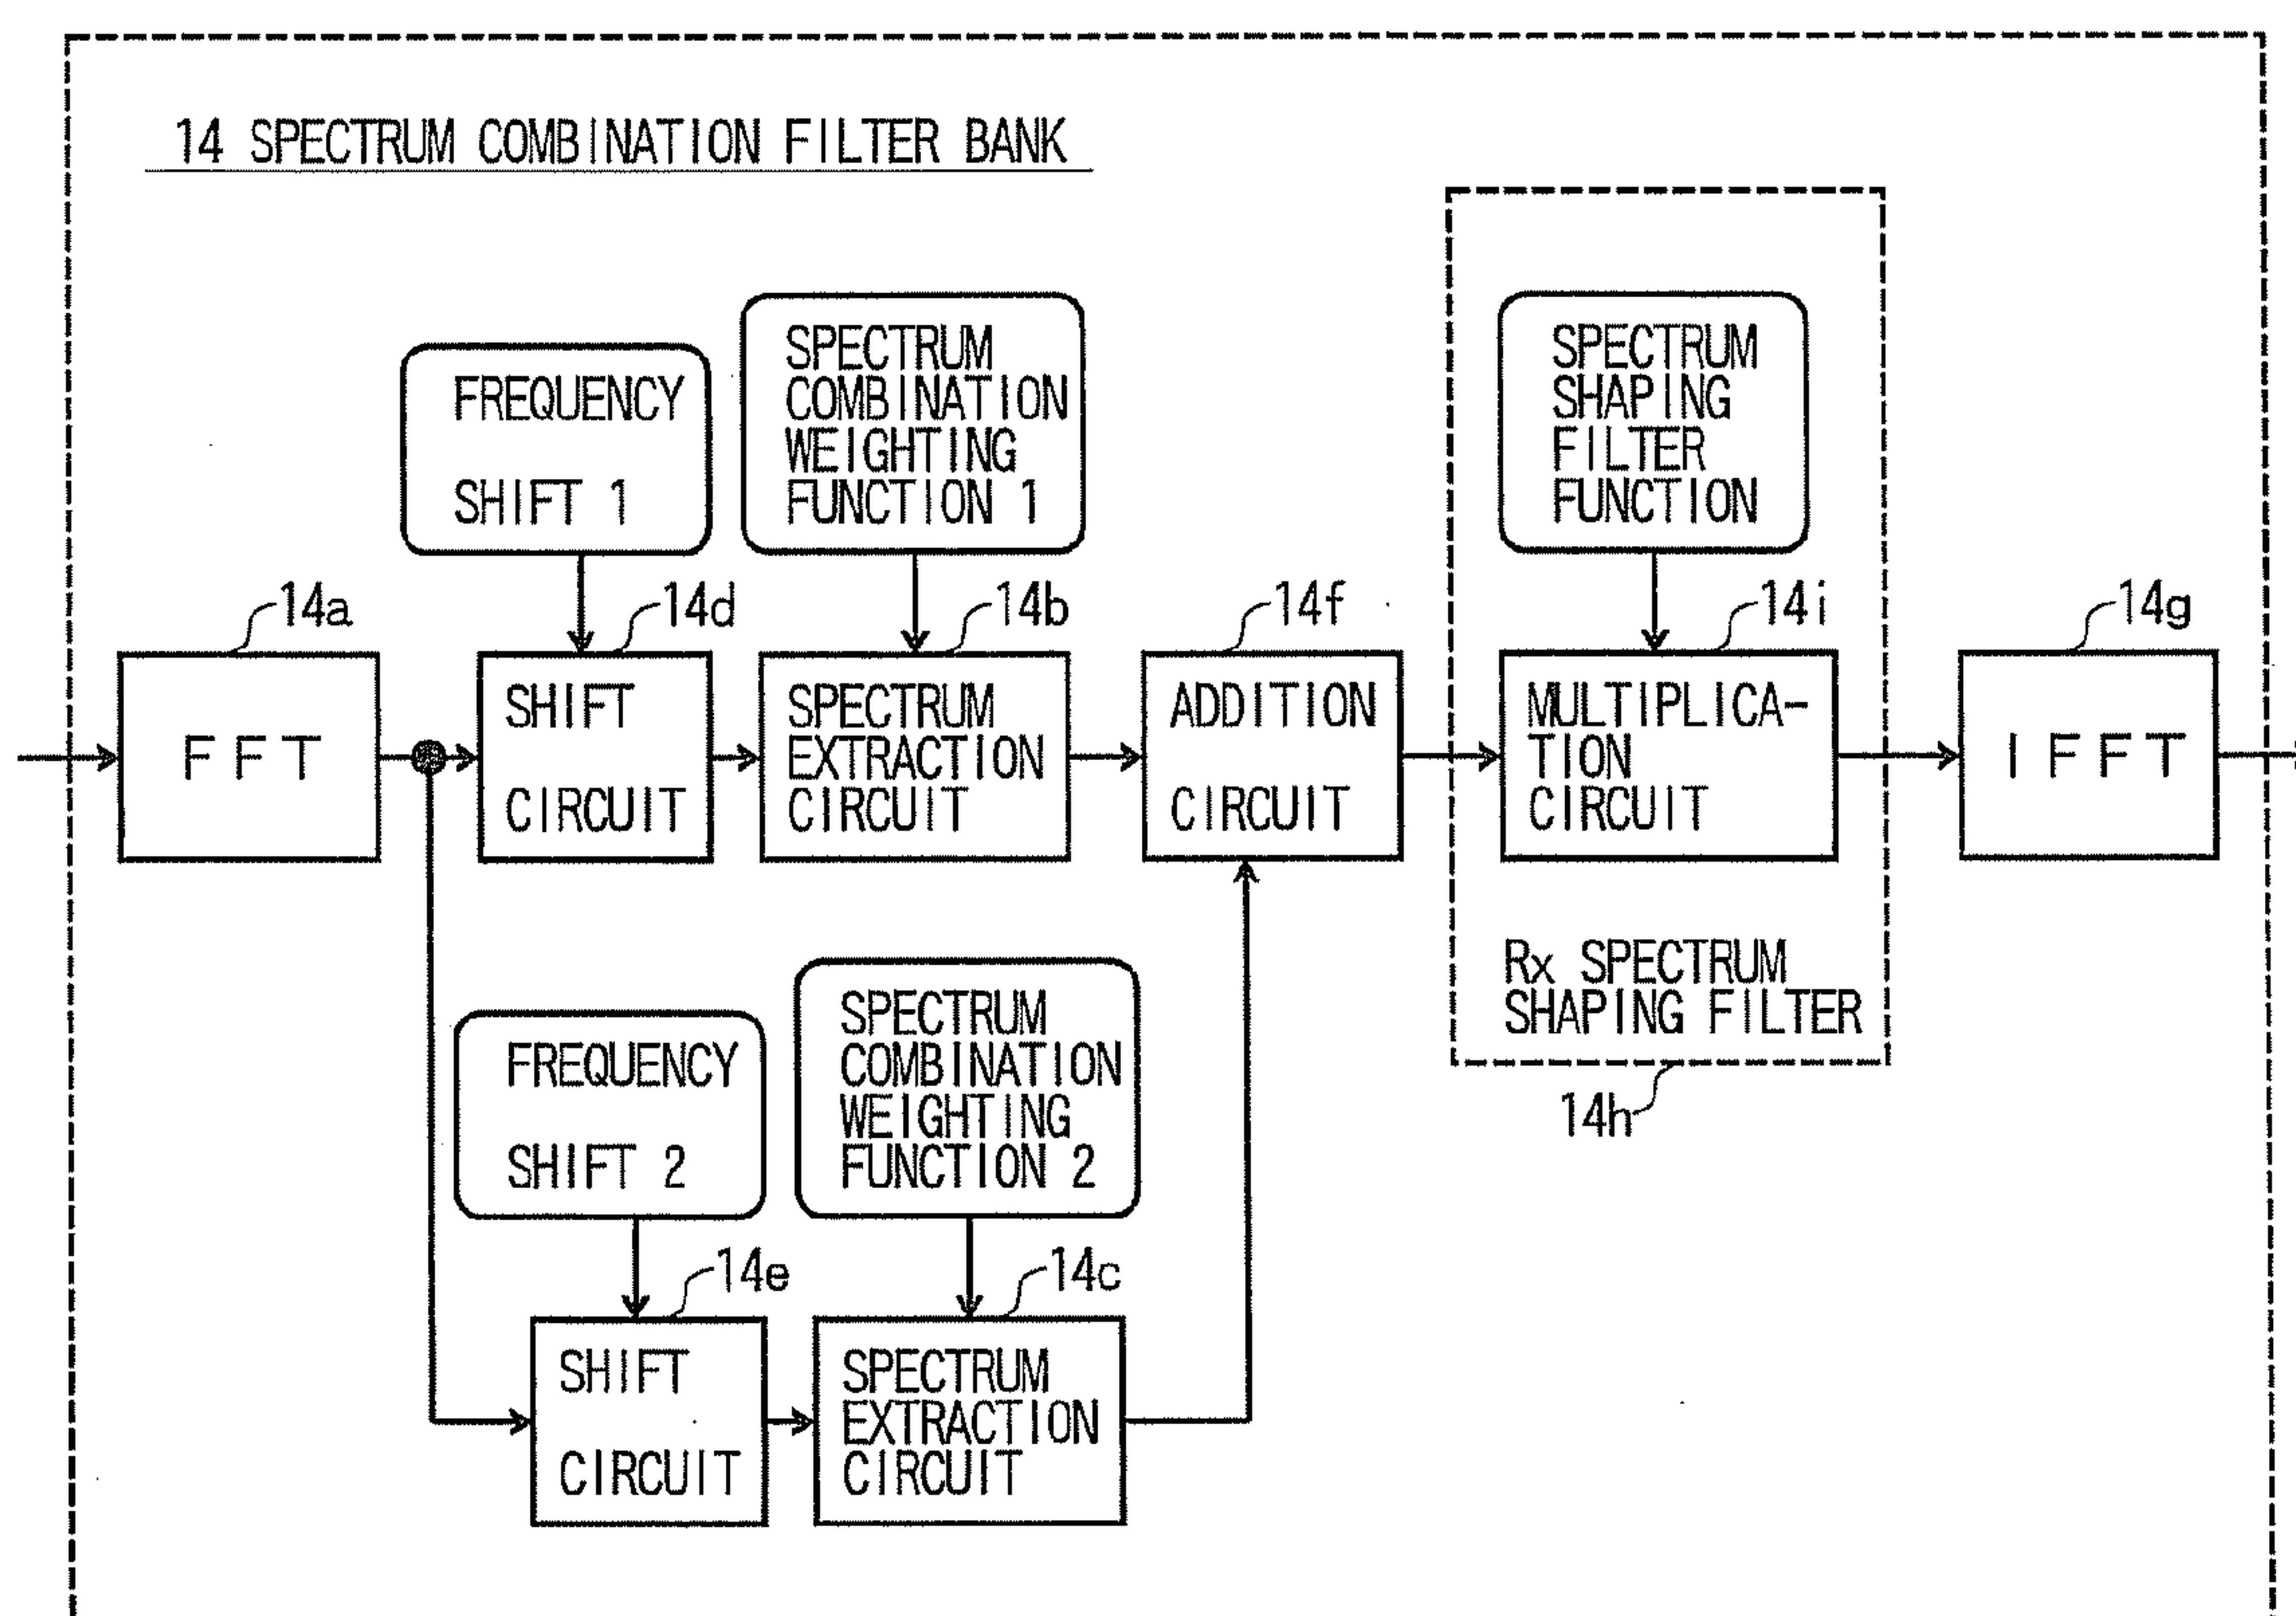 14 SPECTRUM COMBINATION FILTER BANK
FREQUENCY
SHIFT 1
SPECTRUM
COMBINATION
WEIGHTING
FUNCTION 1
SPECTRUM
SHAPING
FILTER
FUNCTION
14a
14d
14b
14f
14i
14g
FFT
SHIFT
CIRCUIT
SPECTRUM
EXTRACTION
CIRCUIT
ADDITION
CIRCUIT
MULTIPLICA-
TION
CIRCUIT
IFFT
Rx SPECTRUM
SHAPING FILTER
14h
FREQUENCY
SHIFT 2
SPECTRUM
COMBINATION
WEIGHTING
FUNCTION 2
14e
14c
SHIFT
CIRCUIT
SPECTRUM
EXTRACTION
CIRCUIT